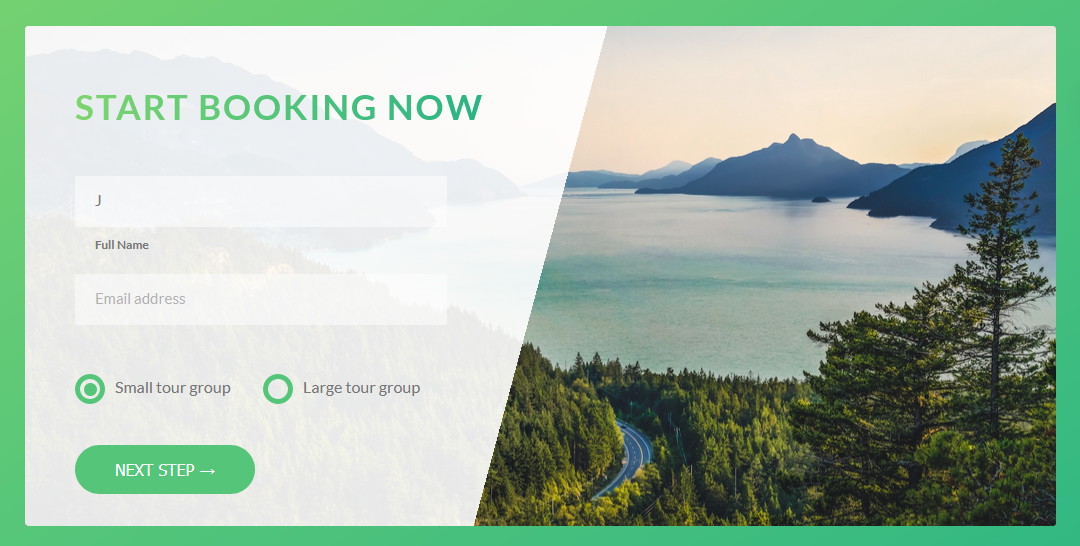 START BOOKING NOW
J
Full Name
Email address
Small tour group Large tour group
NEXT STEP →